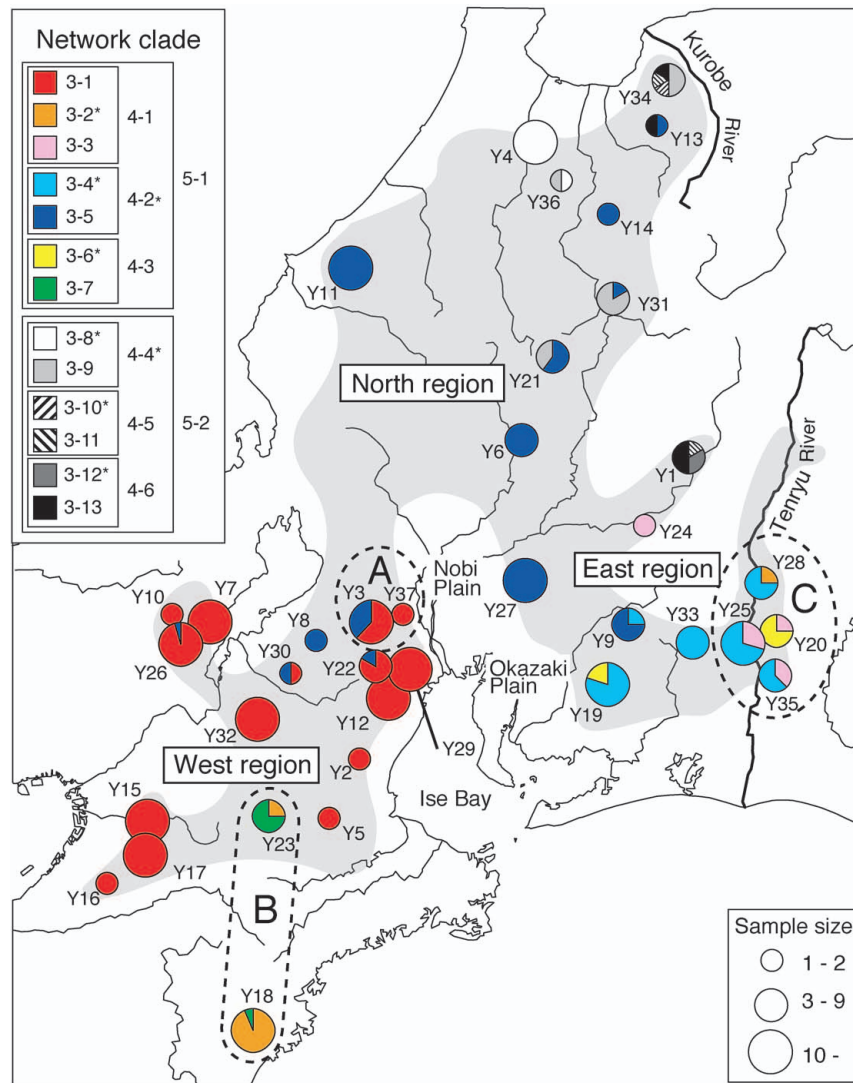 Network clade
3-1
3-2*
3-3
4-1
3-4*
3-5
4-2*
5-1
3-6*
3-7
4-3
3-8*
3-9
4-4*
3-10*
3-11
4-5
5-2
3-12*
3-13
4-6
Kurobe
River
Y34
Y13
Y4
Y36
Y14
Y11
Y31
Y21
North region
Y6
Y1
Tenryu River
Y24
Nobi
Plain
East region
Y28
A
C
Y10
Y7
Y3
Y37
Y27
Y8
Y9
Y33
Y25
Y20
Y26
Y30
Y22
Okazaki
Plain
Y19
Y35
Y32
Y12
Y29
West region
Y2
Ise Bay
Y15
Y23
Y5
Y17
Y16
B
Y18
Sample size
1 - 2
3 - 9
10 -